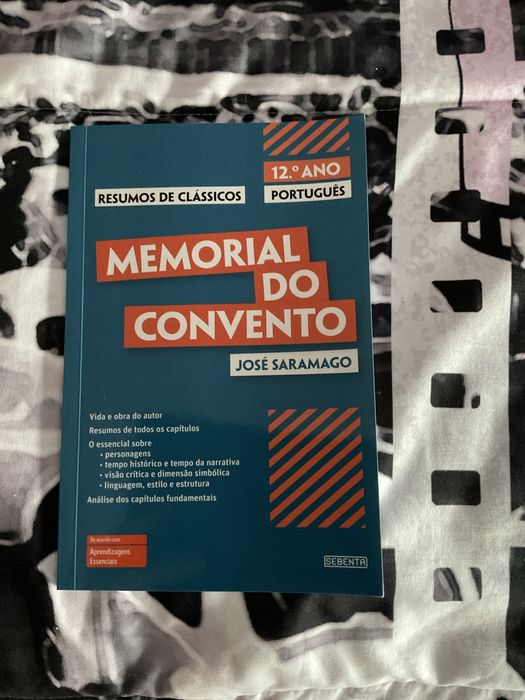 12.º ANO
RESUMOS DE CLÁSSICOS
PORTUGUÊS
MEMORIAL
DO
CONVENTO
JOSÉ SARAMAGO
Vida e obra do autor
Resumos de todos os capítulos
O essencial sobre
‣ personagens
‣ tempo histórico e tempo da narrativa
‣ visão crítica e dimensão simbólica
‣ linguagem, estilo e estrutura
Análise dos capítulos fundamentais
De acordo com
Aprendizagens
Essenciais
SEBENTA